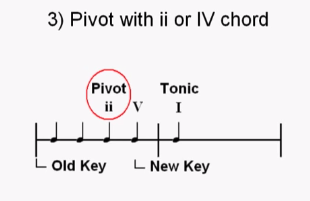 3) Pivot with ii or IV chord
Pivot Tonic
ii V I
Old Key New Key